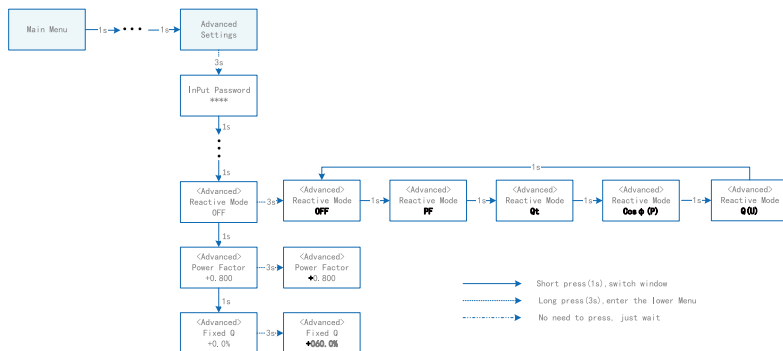 Main Menu
1s
1s
Advanced
Settings
3s
InPut Password
****
1s
1s
1s
<Advanced>
Reactive Mode
OFF
3s
<Advanced>
Reactive Mode
OFF
1s
<Advanced>
Reactive Mode
PF
1s
<Advanced>
Reactive Mode
Qt
1s
<Advanced>
Reactive Mode
Cos ф (P)
1s
<Advanced>
Reactive Mode
Q(U)
1s
<Advanced>
Power Factor
+0.800
3s
<Advanced>
Power Factor
+0.800
1s
<Advanced>
Fixed Q
+0.0%
3s
<Advanced>
Fixed Q
+060.0%
Short press(1s),switch window
Long press(3s),enter the lower Menu
No need to press, just wait